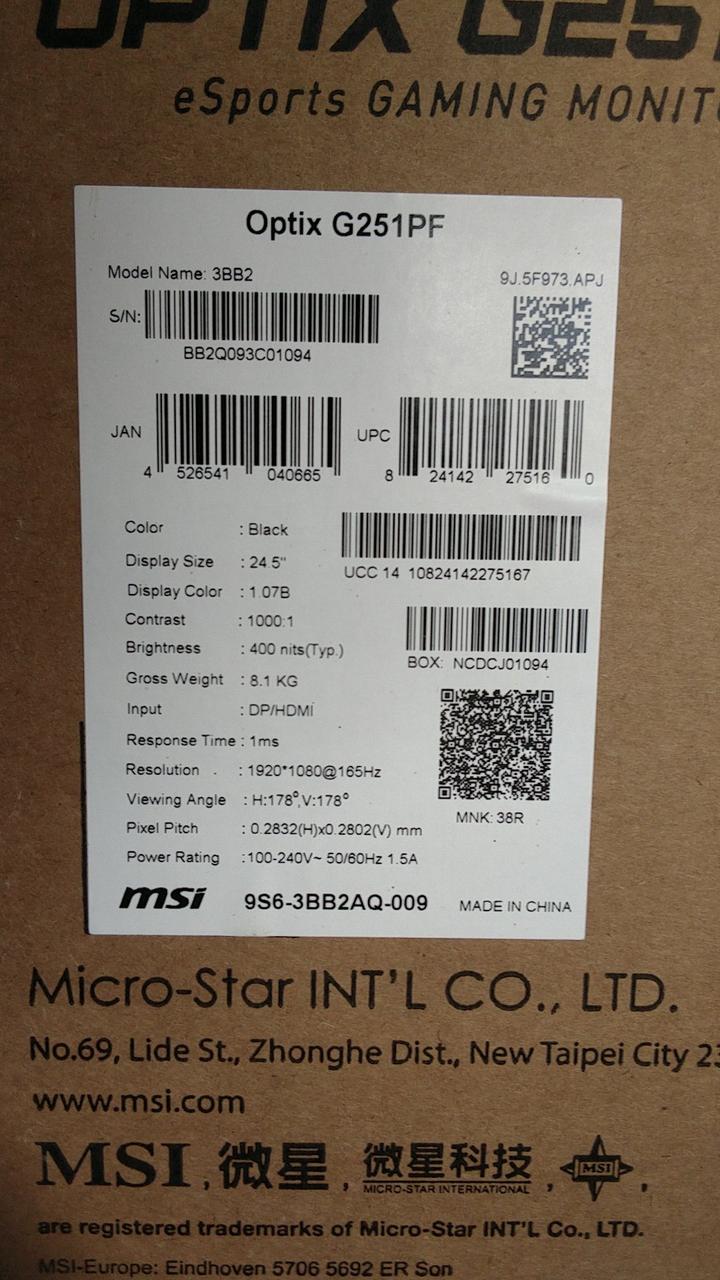 OPTIX G251
eSports GAMING MONIT
Optix G251PF
Model Name: 3BB2
9J.5F973.APJ
S/N:
BB2Q093C01094
JAN
4 526541 040665
UPC
8 24142 27516 0
Color : Black
Display Size : 24.5"
UCC 14 10824142275167
Display Color : 1.07B
Contrast : 1000:1
Brightness : 400 nits(Typ.)
BOX: NCDCJ01094
Gross Weight : 8.1 KG
Input : DP/HDMI
Response Time : 1ms
Resolution : 1920*1080@165Hz
Viewing Angle : H:178°,V:178°
MNK: 38R
Pixel Pitch : 0.2832(H)x0.2802(V) mm
Power Rating :100-240V~ 50/60Hz 1.5A
msi 9S6-3BB2AQ-009 MADE IN CHINA
Micro-Star INT'L CO., LTD.
No.69, Lide St., Zhonghe Dist., New Taipei City 23
www.msi.com
MSI , 微星 , 微星科技 MICRO-STAR INTERNATIONAL , MSI ,
are registered trademarks of Micro-Star INT'L Co., LTD.
MSI-Europe: Eindhoven 5706 5692 ER Son